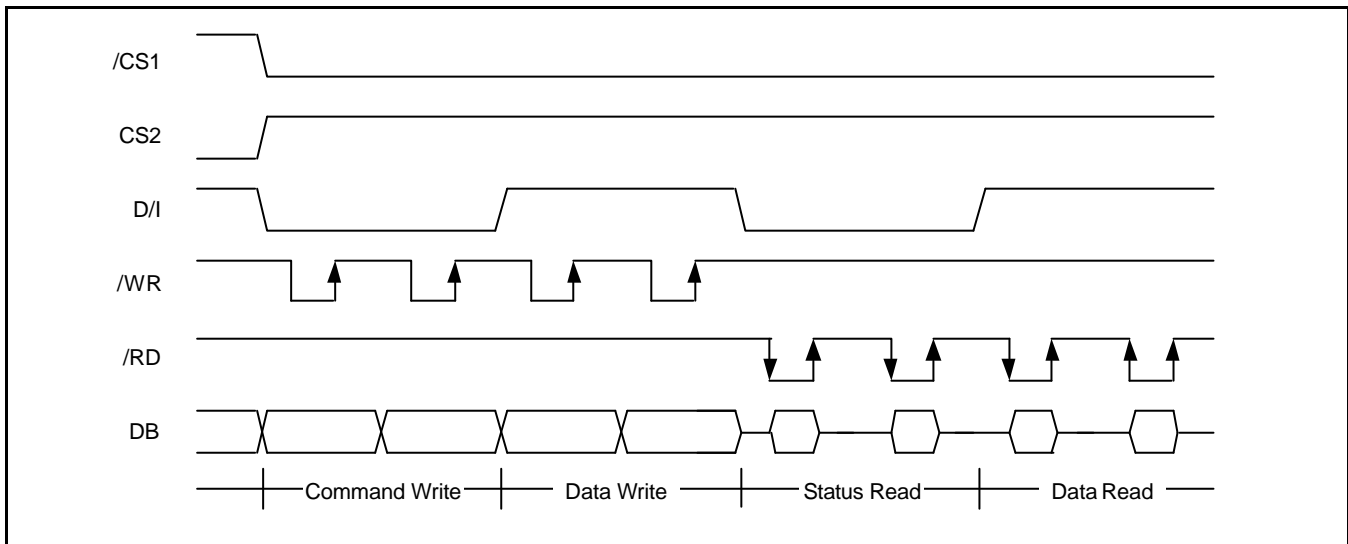 /CS1
CS2
D/I
/WR
/RD
DB
Command Write Data Write Status Read Data Read